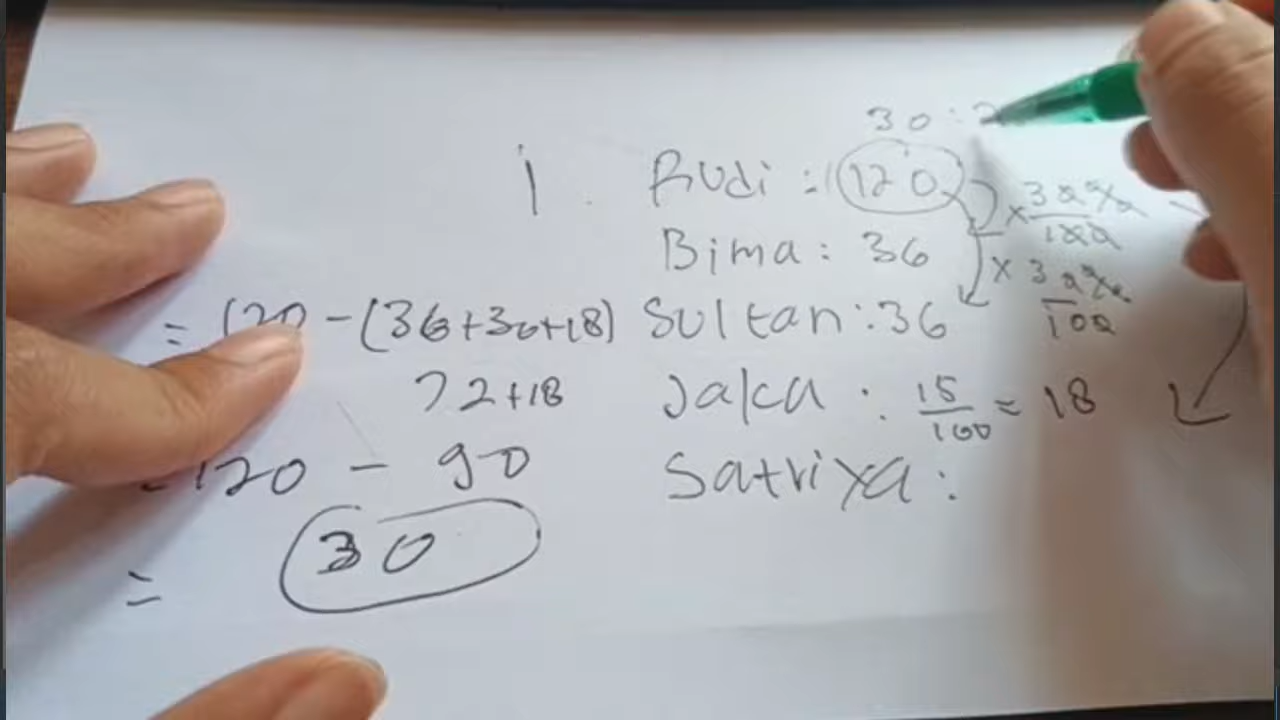 30 :
1. Rudi : 120
× 30%
100
Bima : 36
× 30%
100
= 120 - (36+36+18) Sultan : 36
72+18
Jaka : 15
100 = 18
120 - 90
Satriya :
= 30